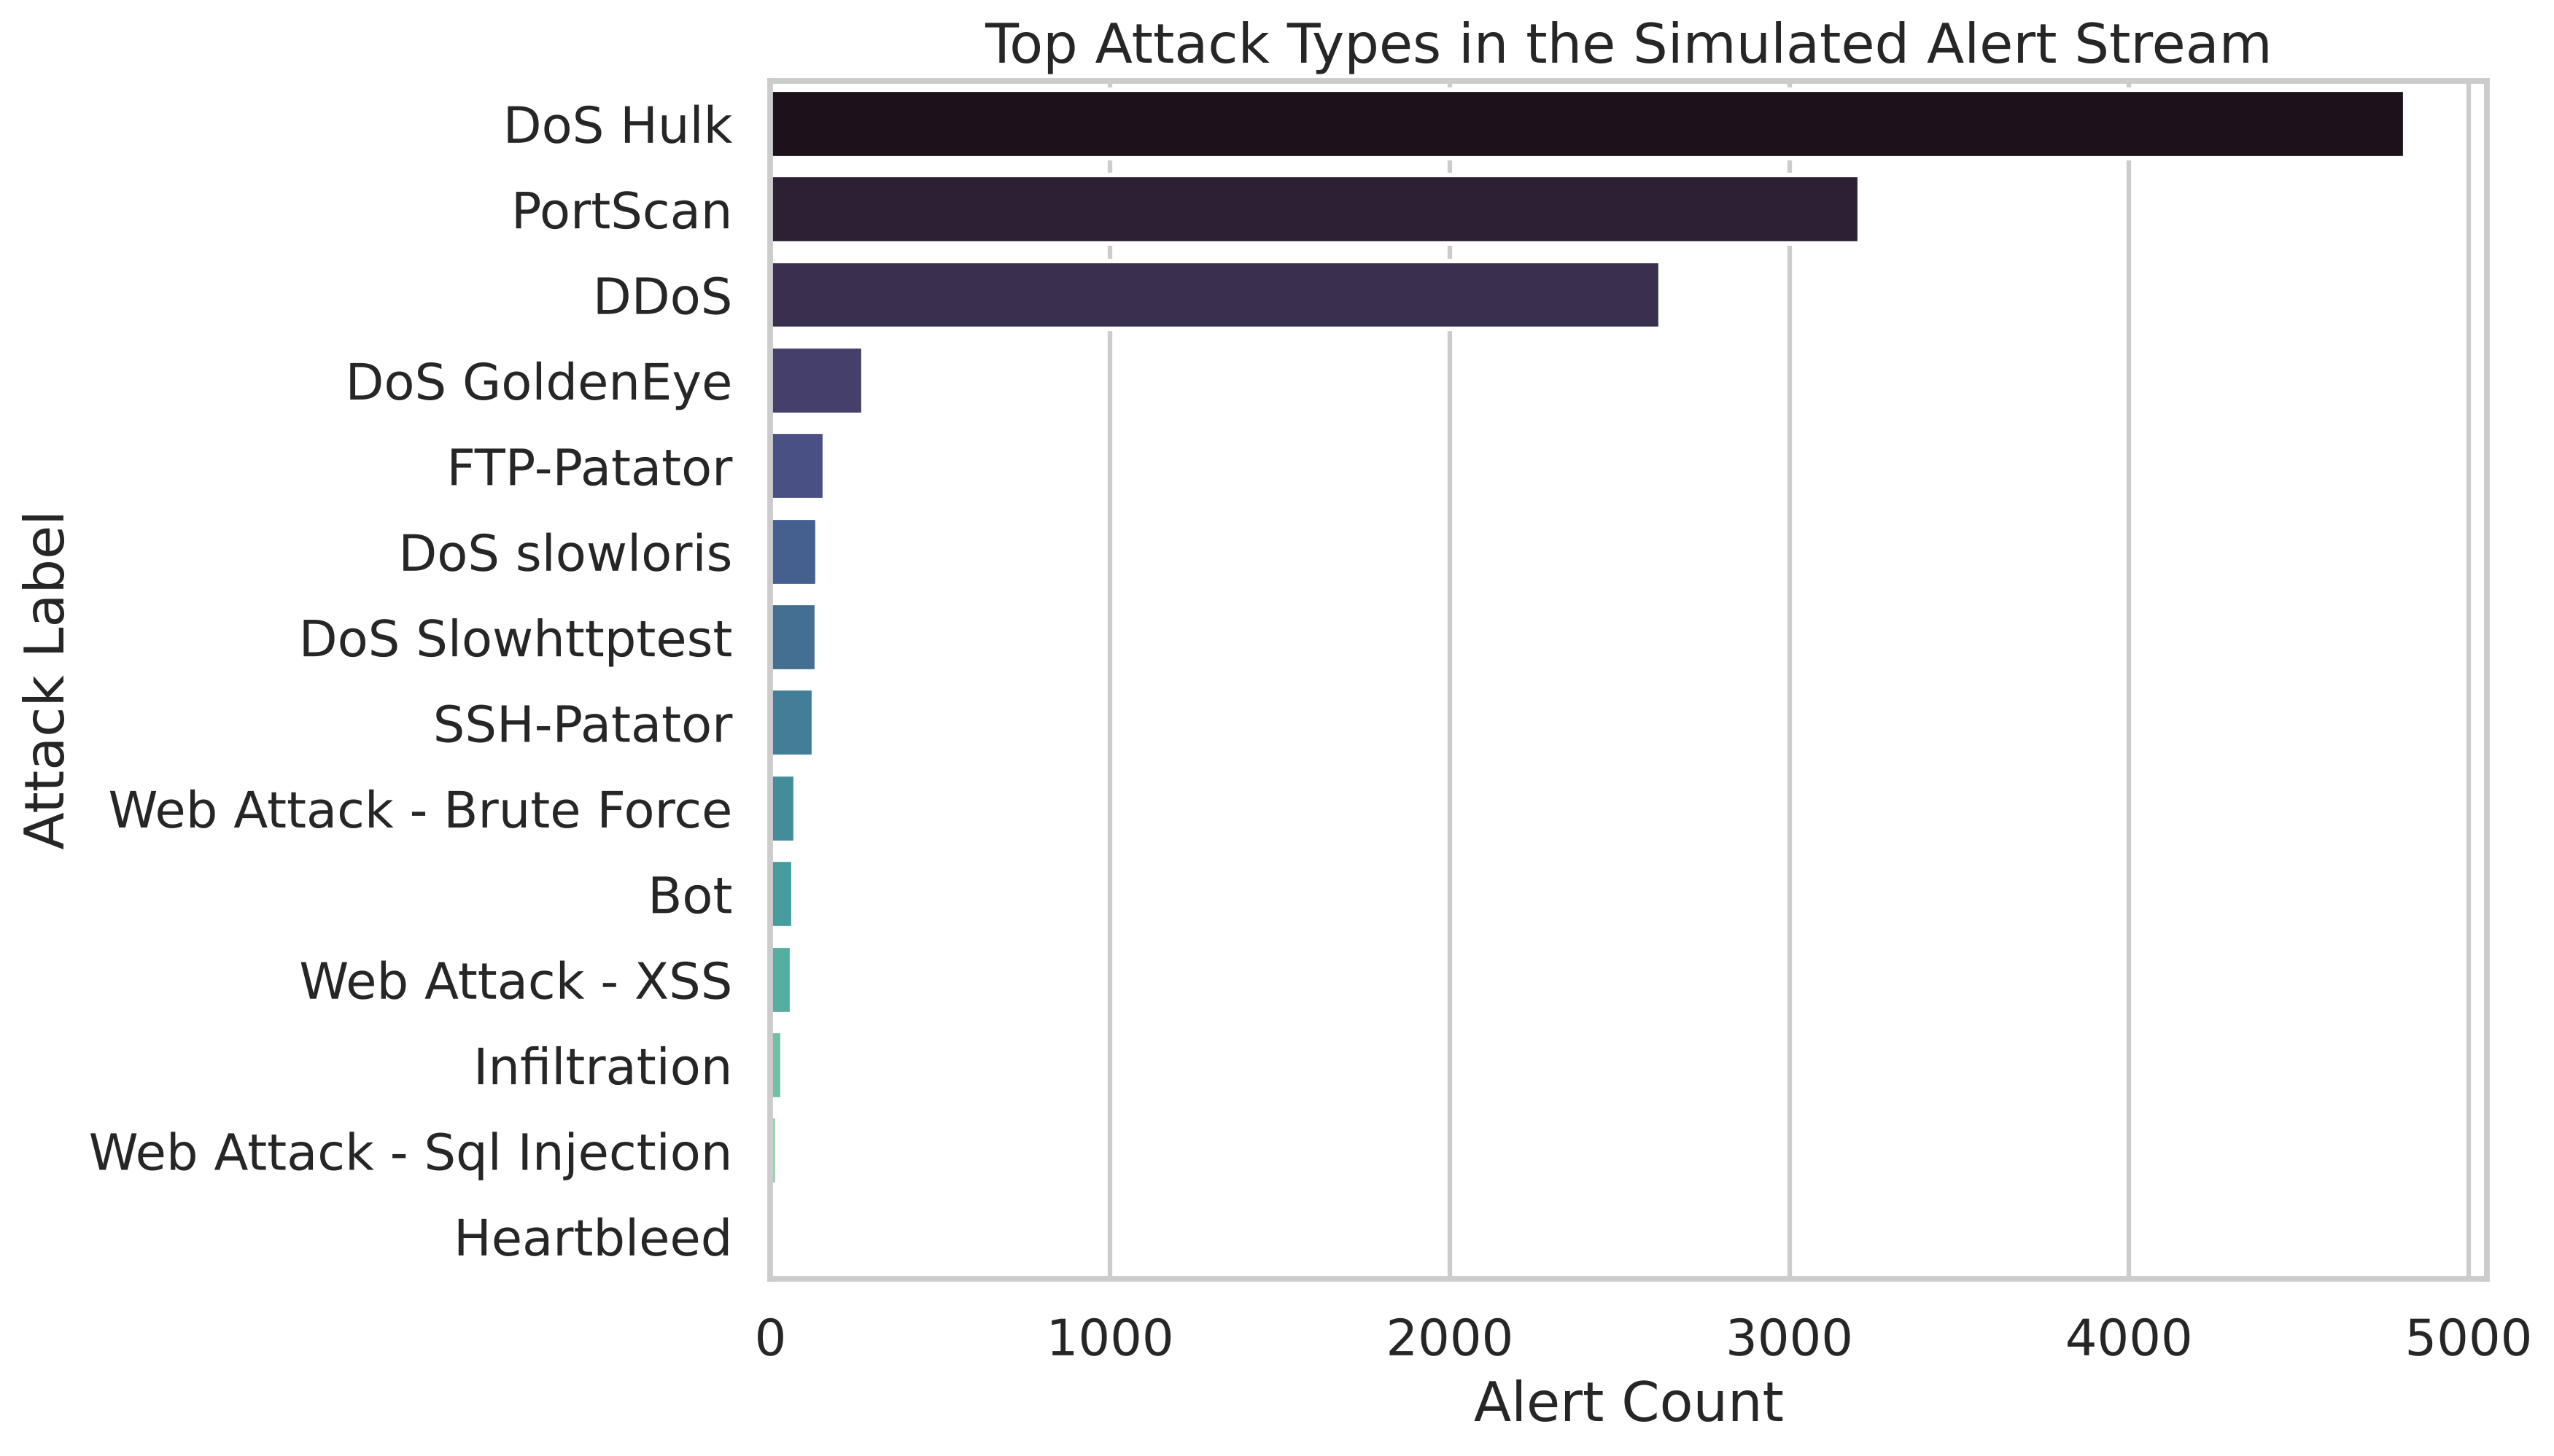 Top Attack Types in the Simulated Alert Stream
DoS Hulk
PortScan
DDoS
DoS GoldenEye
FTP-Patator
DoS slowloris
DoS Slowhttptest
SSH-Patator
Web Attack - Brute Force
Bot
Web Attack - XSS
Infiltration
Web Attack - Sql Injection
Heartbleed
Attack Label
0 1000 2000 3000 4000 5000
Alert Count